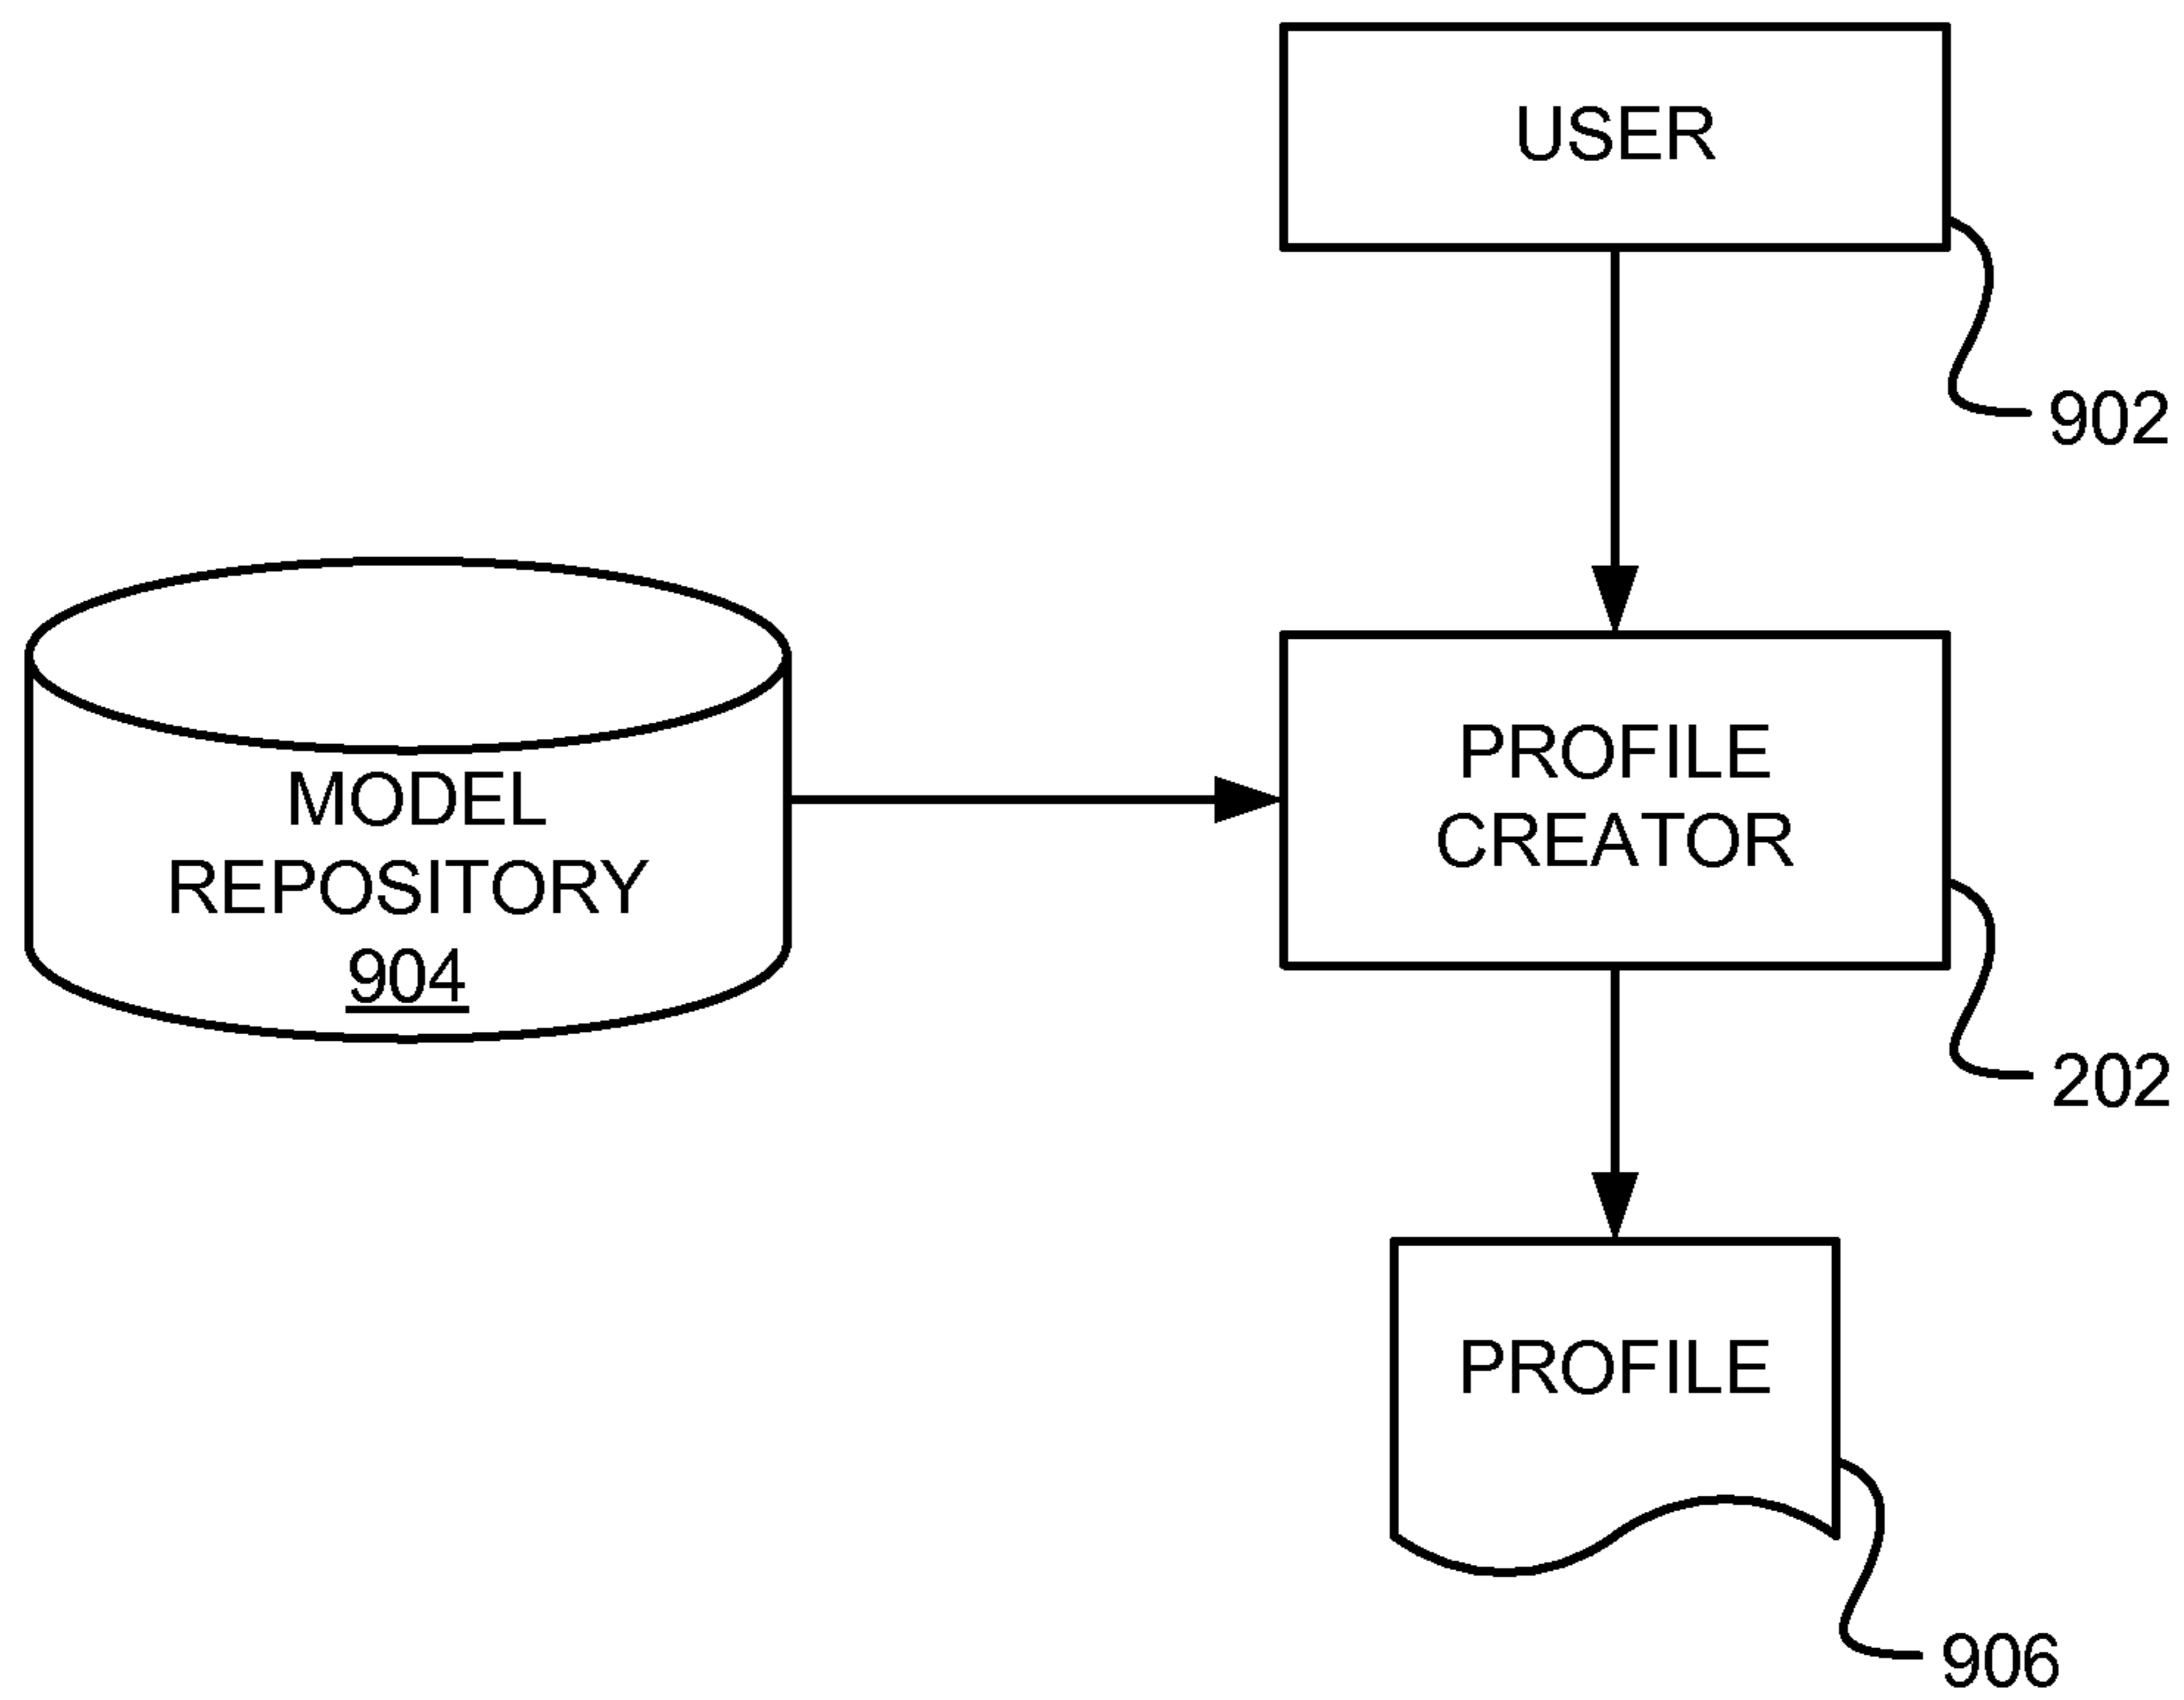 USER
902
MODEL
REPOSITORY
904
PROFILE
CREATOR
202
PROFILE
906